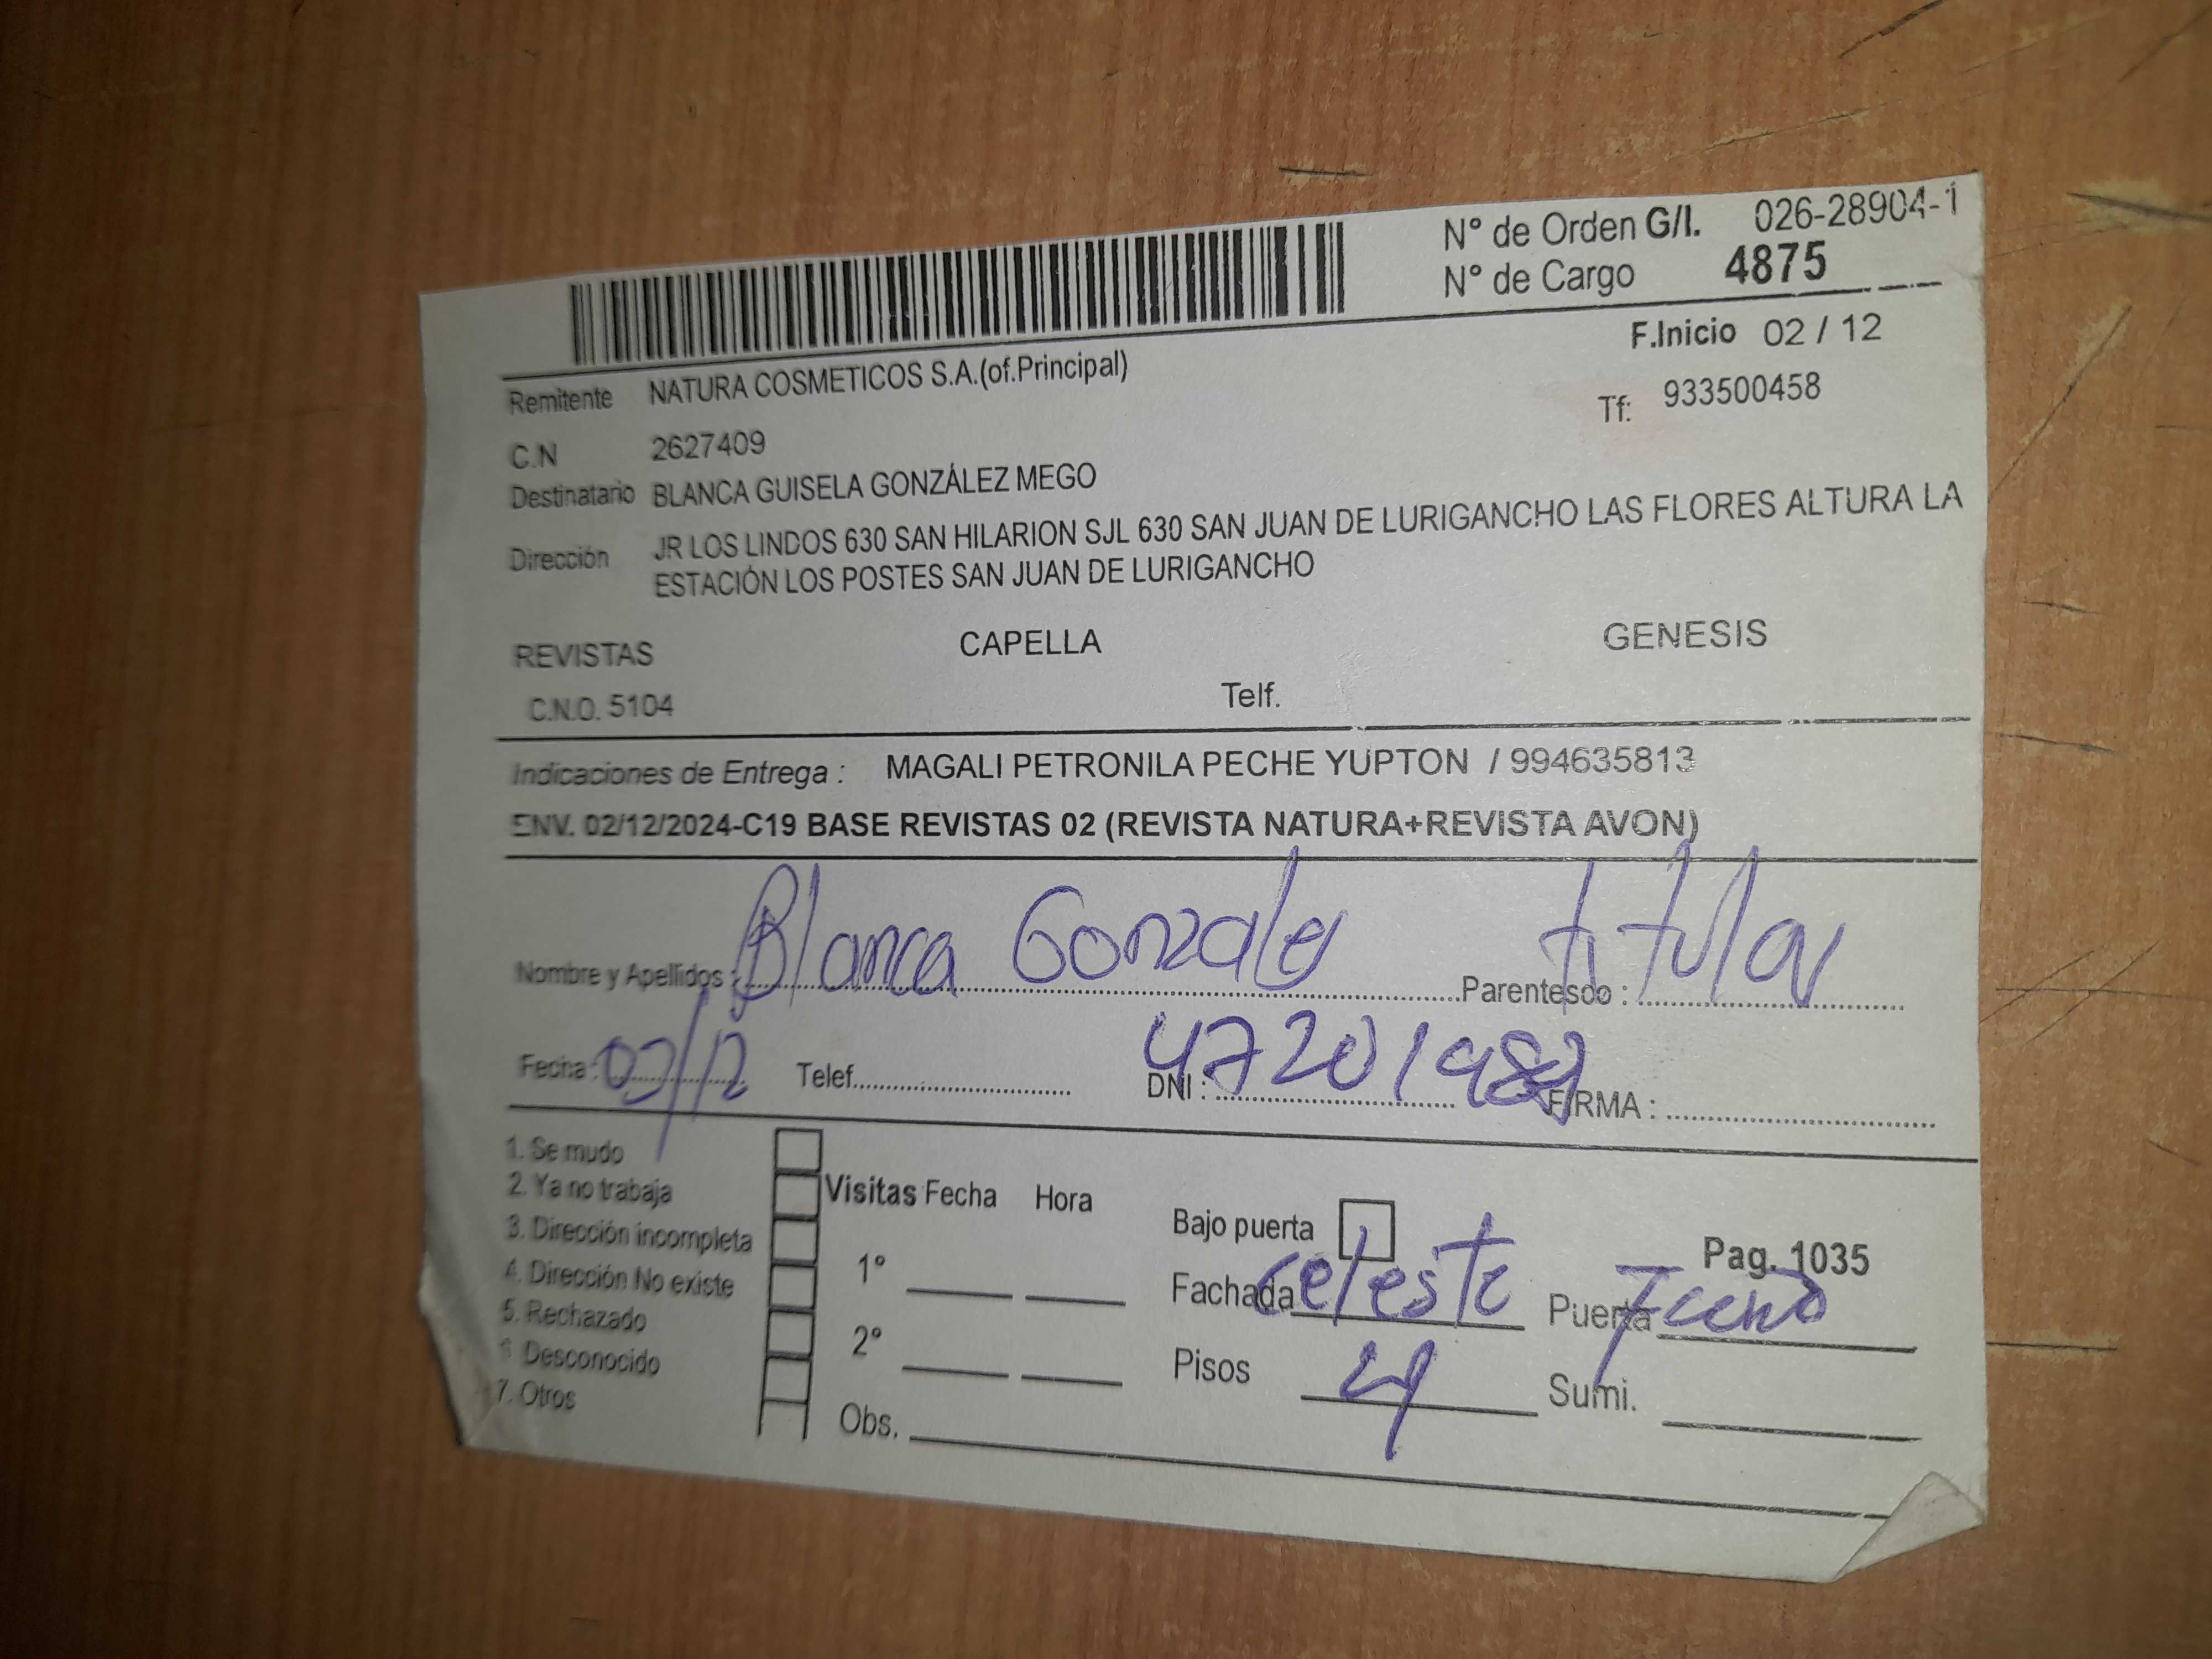 N° de Orden G/I. 026-28904-1
N° de Cargo 4875
F.Inicio 02 / 12
Remitente NATURA COSMETICOS S.A.(of.Principal)
Tf: 933500458
C.N 2627409
Destinatario BLANCA GUISELA GONZÁLEZ MEGO
Dirección JR LOS LINDOS 630 SAN HILARION SJL 630 SAN JUAN DE LURIGANCHO LAS FLORES ALTURA LA
ESTACIÓN LOS POSTES SAN JUAN DE LURIGANCHO
REVISTAS CAPELLA GENESIS
C.N.O. 5104 Telf.
Indicaciones de Entrega : MAGALI PETRONILA PECHE YUPTON / 994635813
ENV. 02/12/2024-C19 BASE REVISTAS 02 (REVISTA NATURA+REVISTA AVON)
Nombre y Apellidos : Blanca Gonzales Parentesco : titular
Fecha : 03/12 Telef. DNI : FIRMA :
1. Se mudo
2. Ya no trabaja Visitas Fecha Hora Bajo puerta
3. Dirección incompleta Pag. 1035
4. Dirección No existe 1° Fachada celeste Puerta
5. Rechazado
Desconocido 2° Pisos 4 Sumi.
7. Otros
Obs.